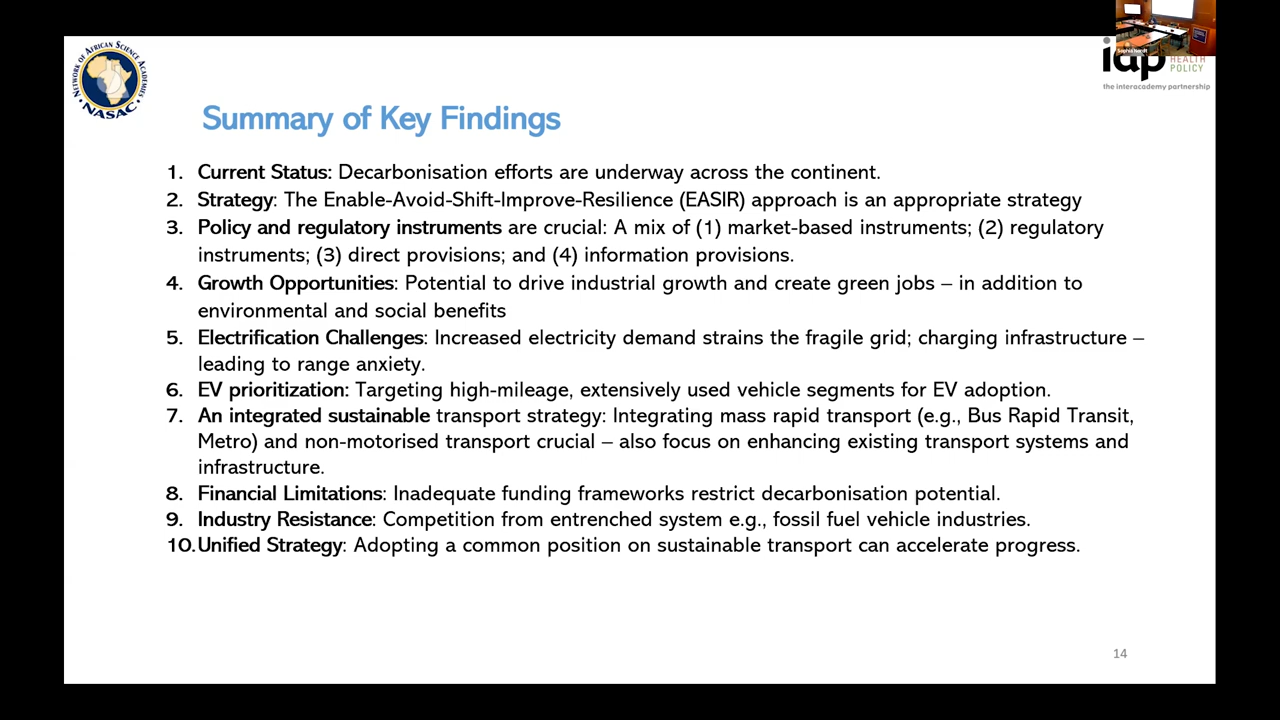 NETWORK OF AFRICAN SCIENCE ACADEMIES
• NASAC •
iap HEALTH
POLICY
the interacademy partnership
Summary of Key Findings
1. Current Status: Decarbonisation efforts are underway across the continent.
2. Strategy: The Enable-Avoid-Shift-Improve-Resilience (EASIR) approach is an appropriate strategy
3. Policy and regulatory instruments are crucial: A mix of (1) market-based instruments; (2) regulatory
instruments; (3) direct provisions; and (4) information provisions.
4. Growth Opportunities: Potential to drive industrial growth and create green jobs – in addition to
environmental and social benefits
5. Electrification Challenges: Increased electricity demand strains the fragile grid; charging infrastructure –
leading to range anxiety.
6. EV prioritization: Targeting high-mileage, extensively used vehicle segments for EV adoption.
7. An integrated sustainable transport strategy: Integrating mass rapid transport (e.g., Bus Rapid Transit,
Metro) and non-motorised transport crucial – also focus on enhancing existing transport systems and
infrastructure.
8. Financial Limitations: Inadequate funding frameworks restrict decarbonisation potential.
9. Industry Resistance: Competition from entrenched system e.g., fossil fuel vehicle industries.
10. Unified Strategy: Adopting a common position on sustainable transport can accelerate progress.
14